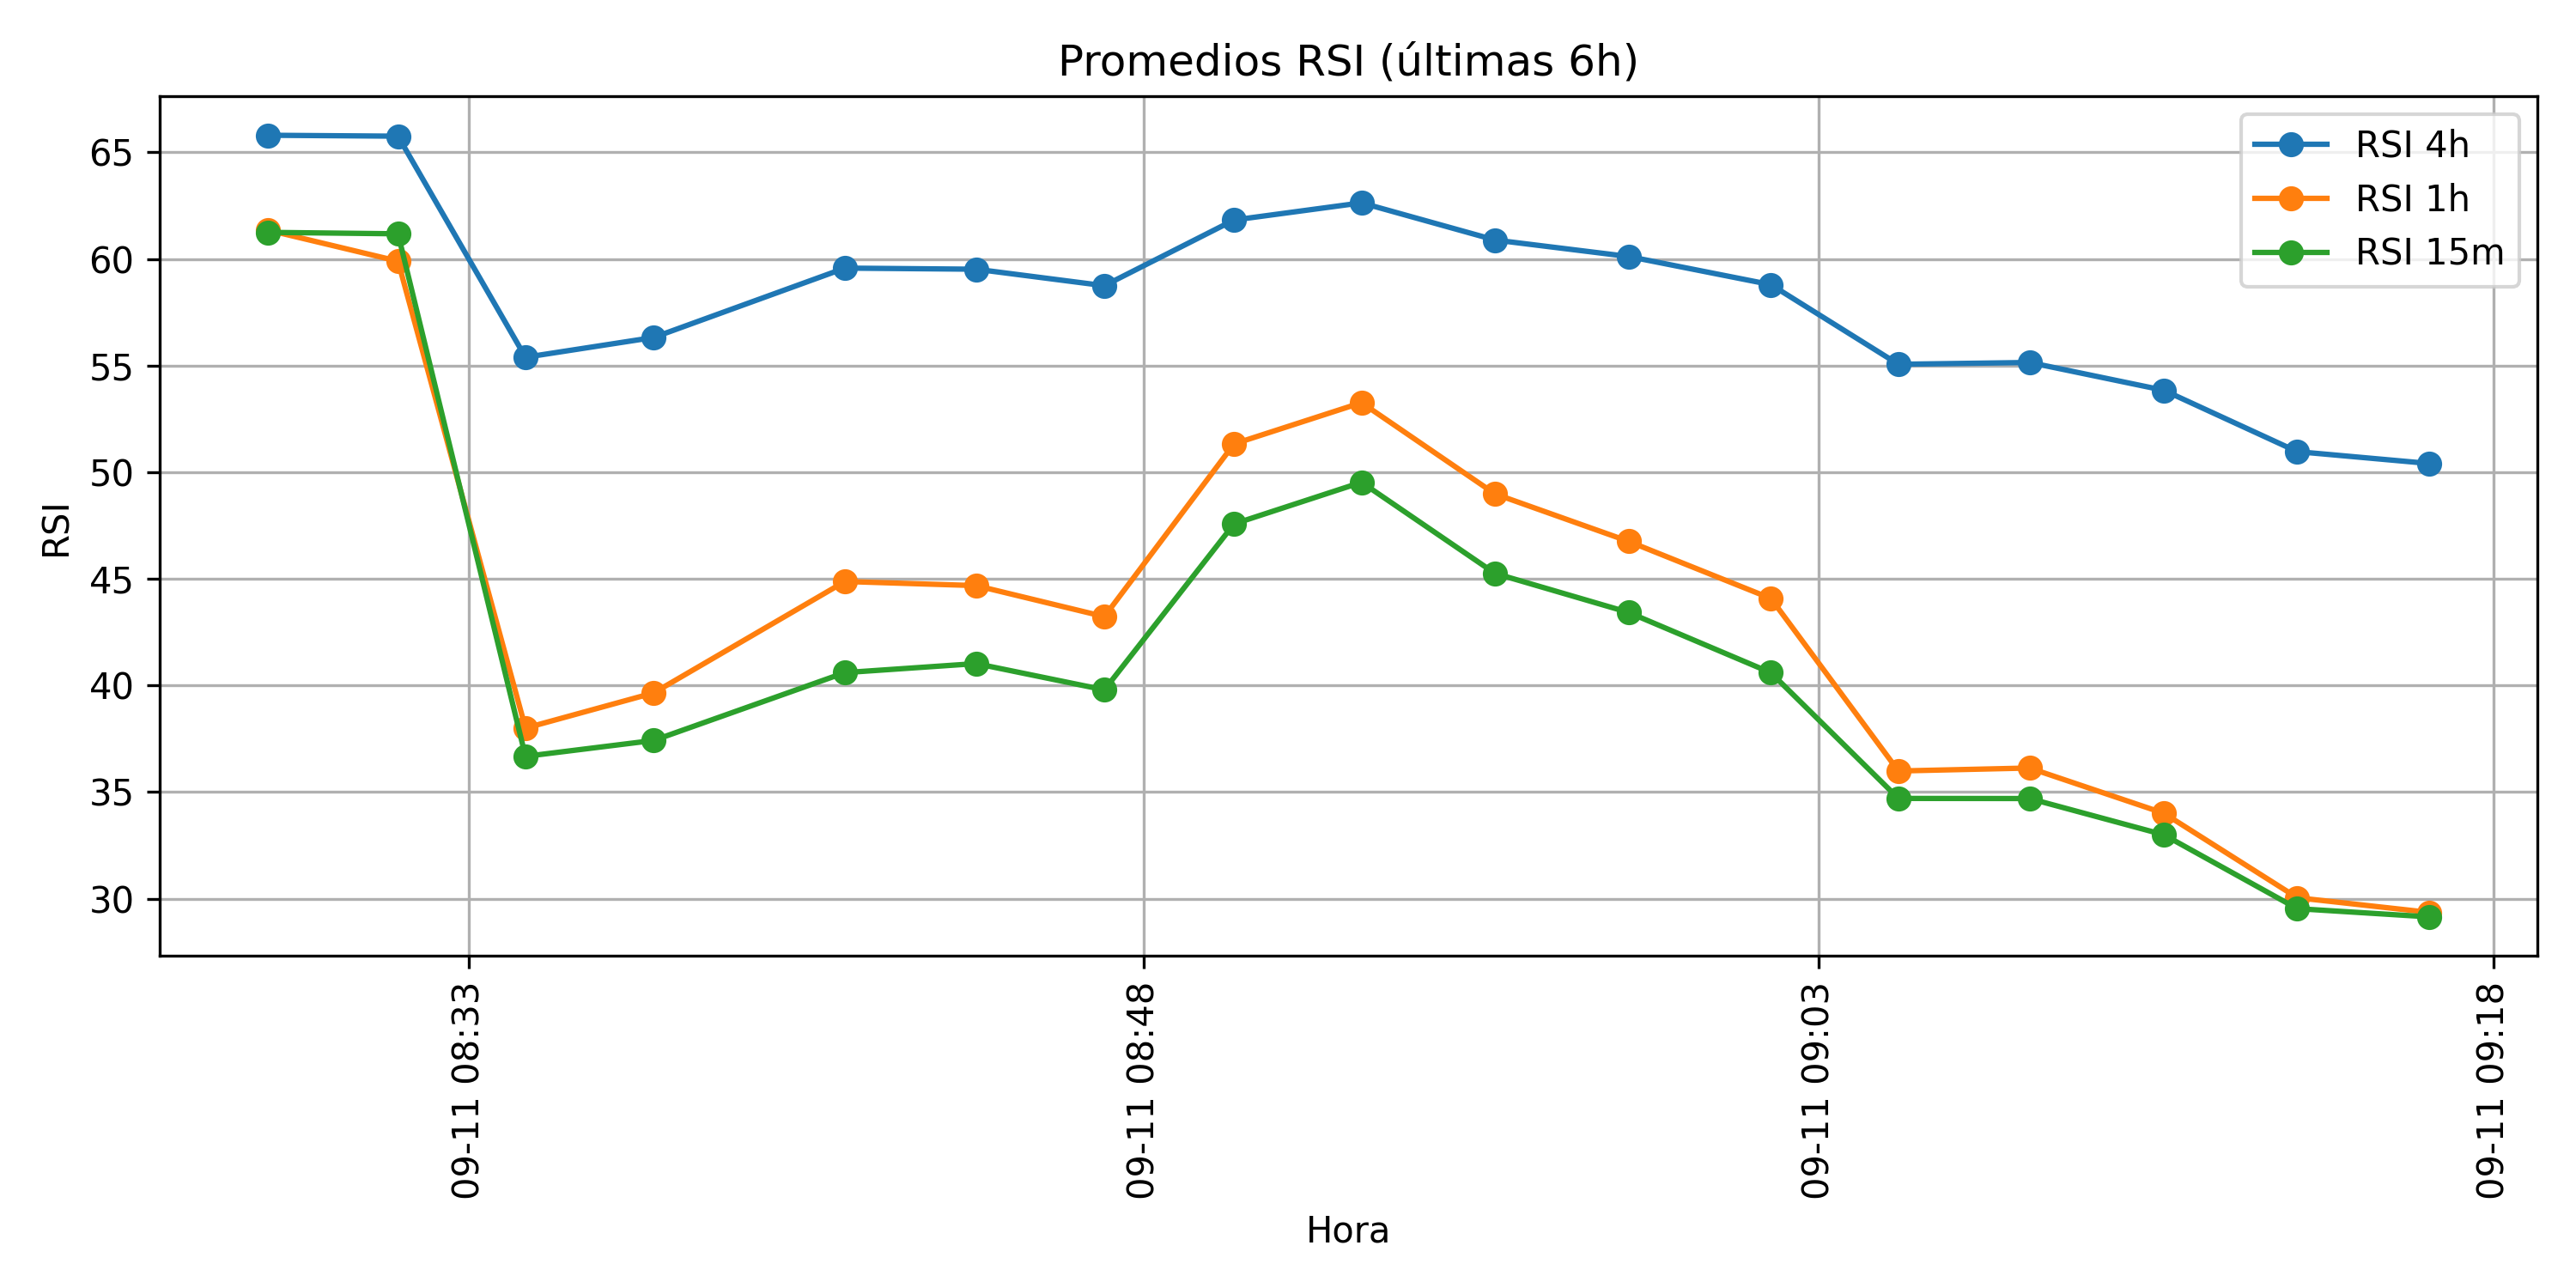 Promedios RSI (últimas 6h)
RSI 4h
RSI 1h
RSI 15m
RSI
65
60
55
50
45
40
35
30
09-11 08:33
09-11 08:48
09-11 09:03
09-11 09:18
Hora